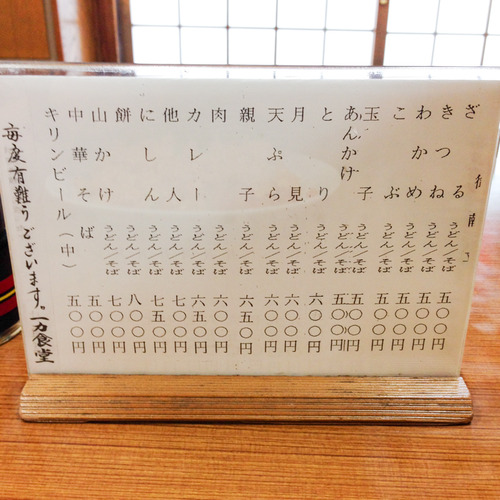 ざる うどん/そば 五〇〇円
きつね うどん/そば 五〇〇円
わかめ うどん/そば 五〇〇円
こぶ うどん/そば 五〇〇円
玉子 うどん/そば 五〇〇円
あんかけ うどん/そば 五〇〇円
とり うどん/そば 六〇〇円
月見 うどん/そば 六〇〇円
天ぷら うどん/そば 六〇〇円
親子 うどん/そば 六五〇円
肉 うどん/そば 六〇〇円
カレー うどん/そば 六五〇円
他人 うどん/そば 七〇〇円
にしん うどん/そば 七五〇円
餅 うどん/そば 八〇〇円
山かけ うどん/そば 七〇〇円
中華そば 五〇〇円
キリンビール(中) 五〇〇円
毎度有難うございます。一力食堂